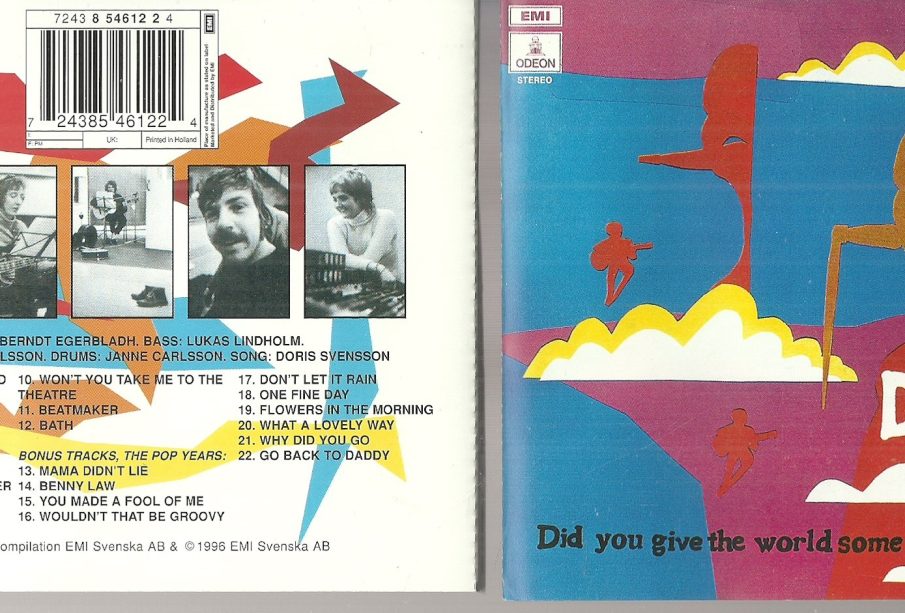 7243 8 54612 2 4
EMI
7 24385 46122 4
Place of manufacture as stated on label
Marketed and Distributed by EMI
F: PM
UK:
Printed in Holland
BERNDT EGERBLADH. BASS: LUKAS LINDHOLM.
LSSON. DRUMS: JANNE CARLSSON. SONG: DORIS SVENSSON
10. WON'T YOU TAKE ME TO THE
THEATRE
11. BEATMAKER
12. BATH
BONUS TRACKS, THE POP YEARS:
13. MAMA DIDN'T LIE
ER 14. BENNY LAW
15. YOU MADE A FOOL OF ME
16. WOULDN'T THAT BE GROOVY
17. DON'T LET IT RAIN
18. ONE FINE DAY
19. FLOWERS IN THE MORNING
20. WHAT A LOVELY WAY
21. WHY DID YOU GO
22. GO BACK TO DADDY
ompilation EMI Svenska AB & © 1996 EMI Svenska AB
EMI
ODEON
STEREO
D
Did you give the world some